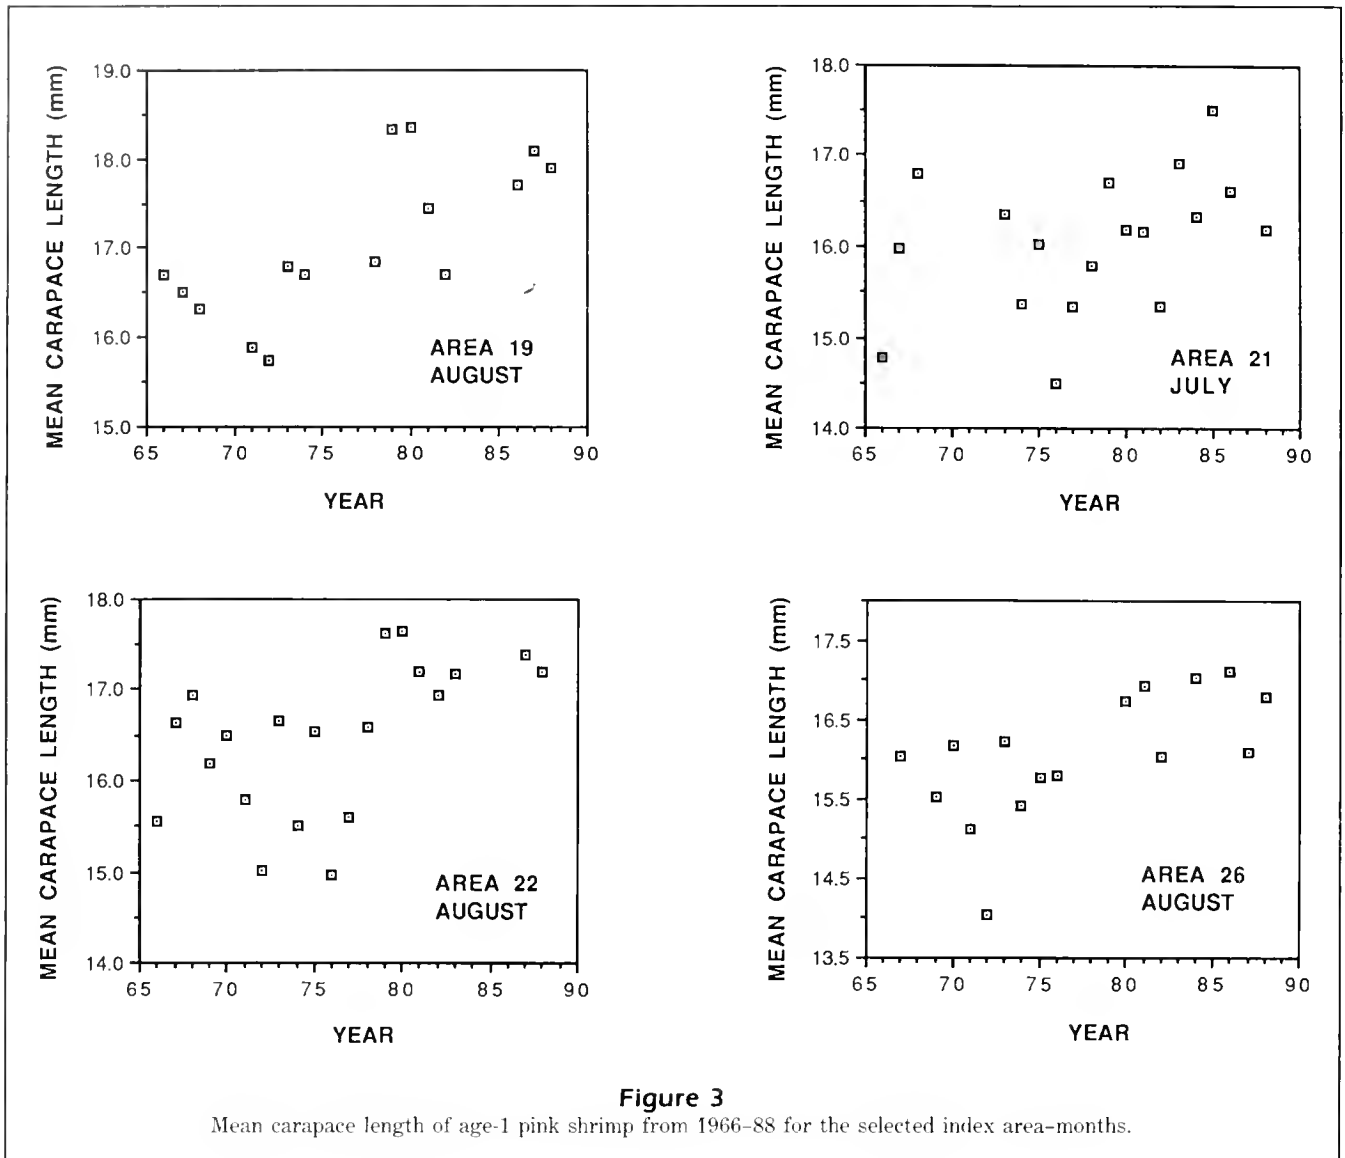 MEAN CARAPACE LENGTH (mm)
19.0
18.0
17.0
16.0
15.0
65 70 75 80 85 90
YEAR
AREA 19
AUGUST
MEAN CARAPACE LENGTH (mm)
18.0
17.0
16.0
15.0
14.0
65 70 75 80 85 90
YEAR
AREA 21
JULY
MEAN CARAPACE LENGTH (mm)
18.0
17.0
16.0
15.0
14.0
65 70 75 80 85 90
YEAR
AREA 22
AUGUST
MEAN CARAPACE LENGTH (mm)
17.5
16.5
15.5
14.5
13.5
65 70 75 80 85 90
YEAR
AREA 26
AUGUST
Figure 3
Mean carapace length of age-1 pink shrimp from 1966–88 for the selected index area–months.